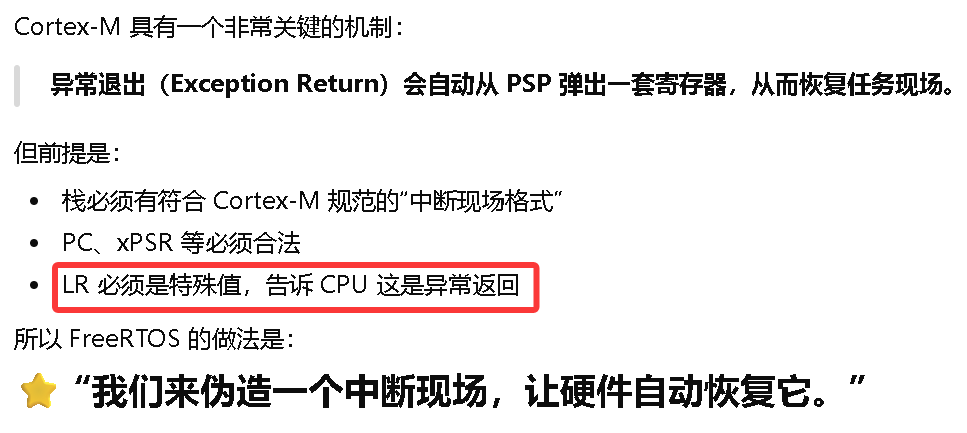 Cortex-M 具有一个非常关键的机制：
异常退出（Exception Return）会自动从 PSP 弹出一套寄存器，从而恢复任务现场。
但前提是：
• 栈必须有符合 Cortex-M 规范的“中断现场格式”
• PC、xPSR 等必须合法
• LR 必须是特殊值，告诉 CPU 这是异常返回
所以 FreeRTOS 的做法是：
⭐ “我们来伪造一个中断现场，让硬件自动恢复它。”